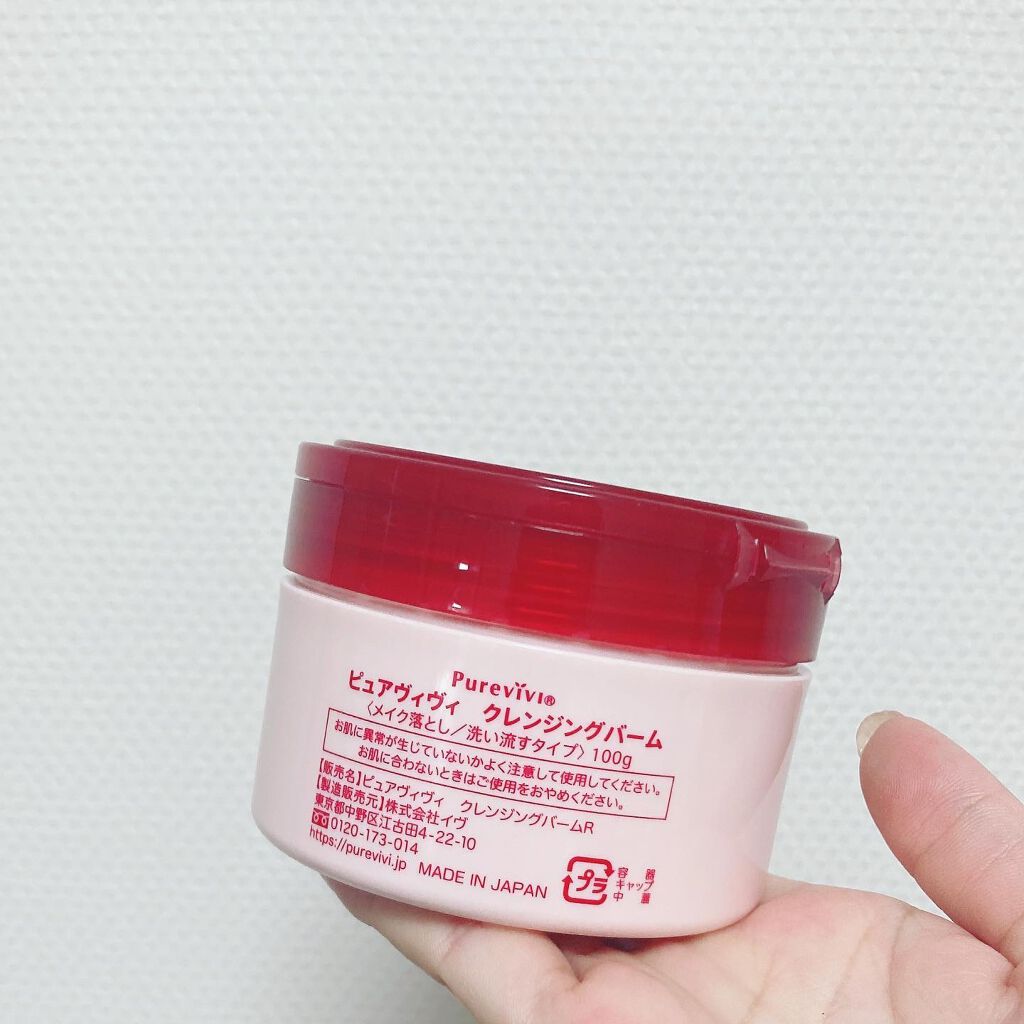 Purevivi®
ピュアヴィヴィ　クレンジングバーム
〈メイク落とし／洗い流すタイプ〉100g
お肌に異常が生じていないかよく注意して使用してください。
お肌に合わないときはご使用をおやめください。
【販売名】ピュアヴィヴィ　クレンジングバームR
【製造販売元】株式会社イヴ
東京都中野区江古田4-22-10
0120-173-014
https://purevivi.jp MADE IN JAPAN
プラ
容器
キャップ
中蓋